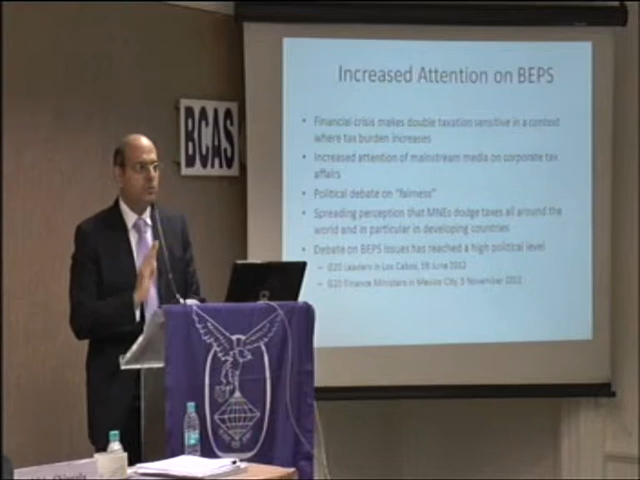 BCAS
Increased Attention on BEPS
• Financial crisis makes double taxation sensitive in a context
where tax burden increases
• Increased attention of mainstream media on corporate tax
affairs
• Political debate on "fairness"
• Spreading perception that MNEs dodge taxes all around the
world and in particular in developing countries
• Debate on BEPS issues has reached a high political level
– G20 Leaders in Los Cabos, 19 June 2012
– G20 Finance Ministers in Mexico City, 5 November 2012